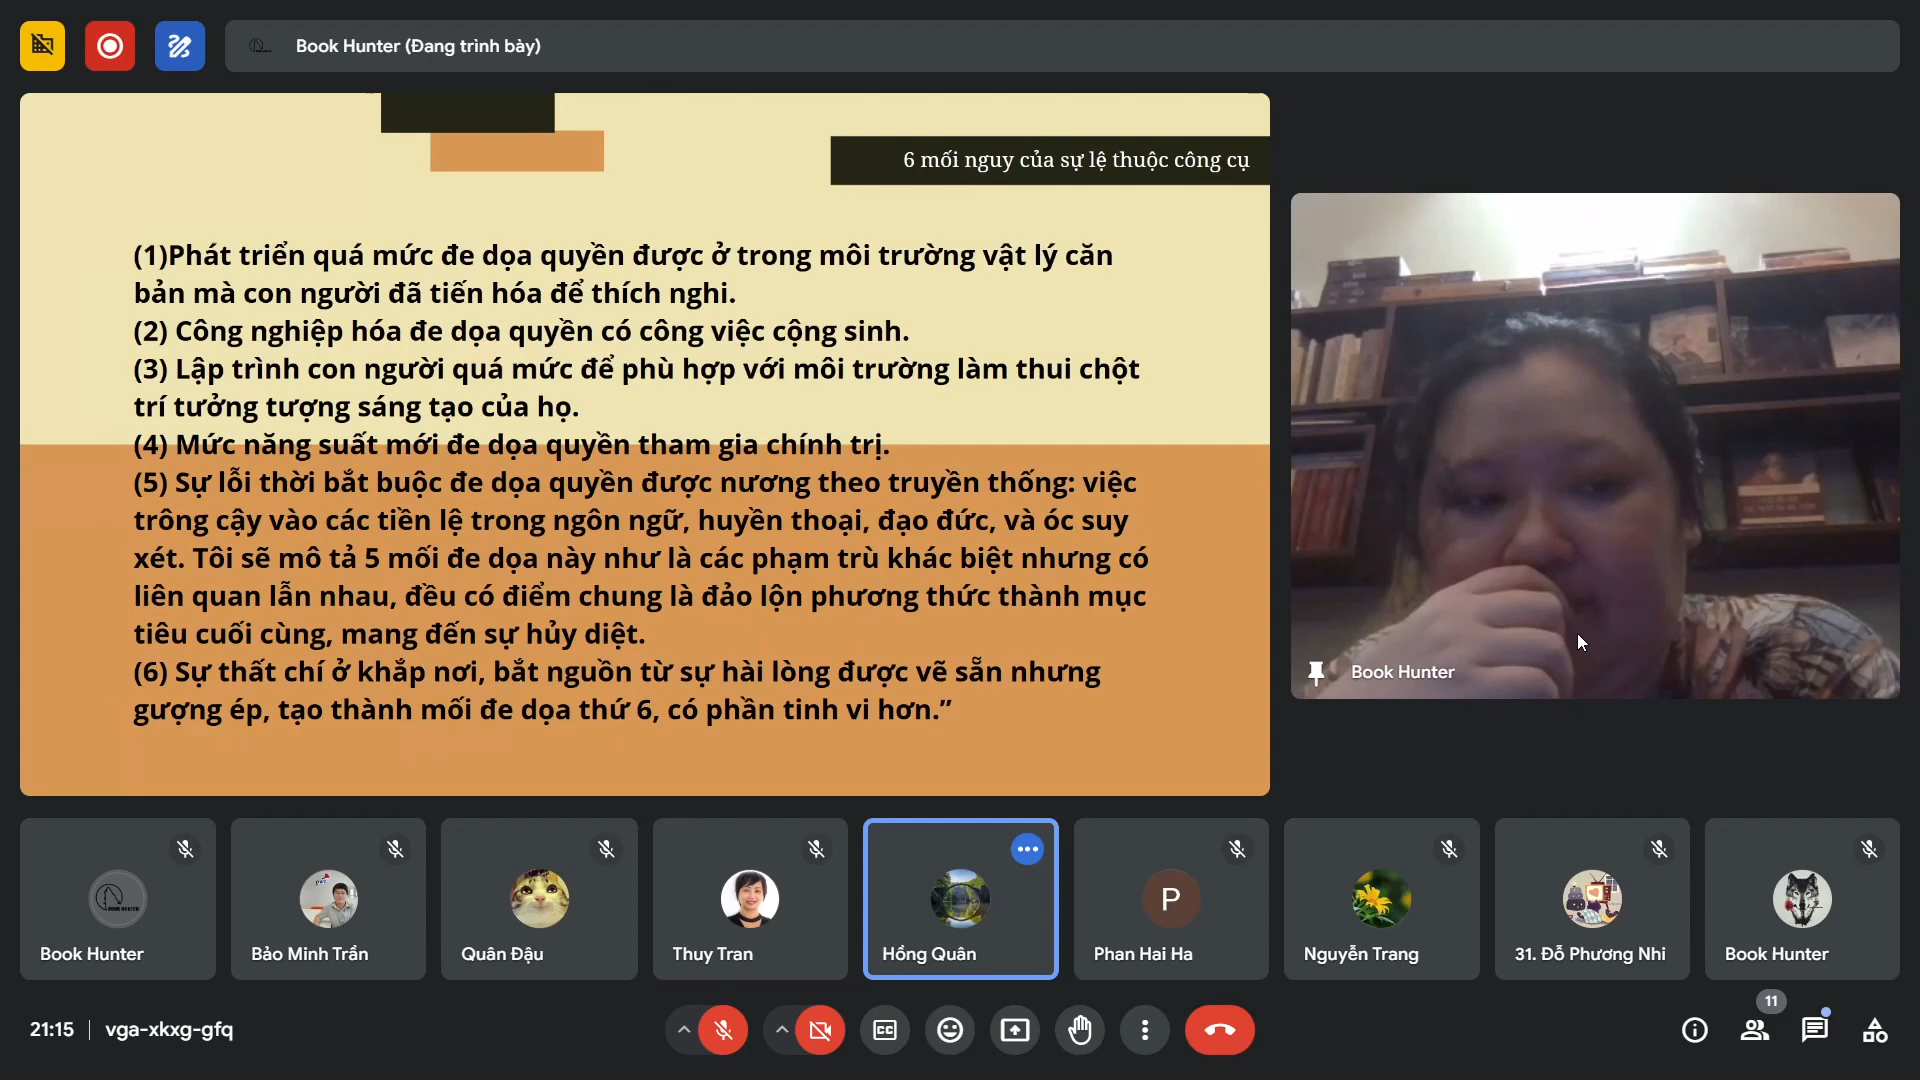 Book Hunter (Đang trình bày)
6 mối nguy của sự lệ thuộc công cụ
(1)Phát triển quá mức đe dọa quyền được ở trong môi trường vật lý căn
bản mà con người đã tiến hóa để thích nghi.
(2) Công nghiệp hóa đe dọa quyền có công việc cộng sinh.
(3) Lập trình con người quá mức để phù hợp với môi trường làm thui chột
trí tưởng tượng sáng tạo của họ.
(4) Mức năng suất mới đe dọa quyền tham gia chính trị.
(5) Sự lỗi thời bắt buộc đe dọa quyền được nương theo truyền thống: việc
trông cậy vào các tiền lệ trong ngôn ngữ, huyền thoại, đạo đức, và óc suy
xét. Tôi sẽ mô tả 5 mối đe dọa này như là các phạm trù khác biệt nhưng có
liên quan lẫn nhau, đều có điểm chung là đảo lộn phương thức thành mục
tiêu cuối cùng, mang đến sự hủy diệt.
(6) Sự thất chí ở khắp nơi, bắt nguồn từ sự hài lòng được vẽ sẵn nhưng
gượng ép, tạo thành mối đe dọa thứ 6, có phần tinh vi hơn.”
Book Hunter
Book Hunter
Bảo Minh Trần
Quân Đậu
Thuy Tran
Hồng Quân
P
Phan Hai Ha
Nguyễn Trang
31. Đỗ Phương Nhi
Book Hunter
21:15 | vga-xkxg-gfq
CC
11